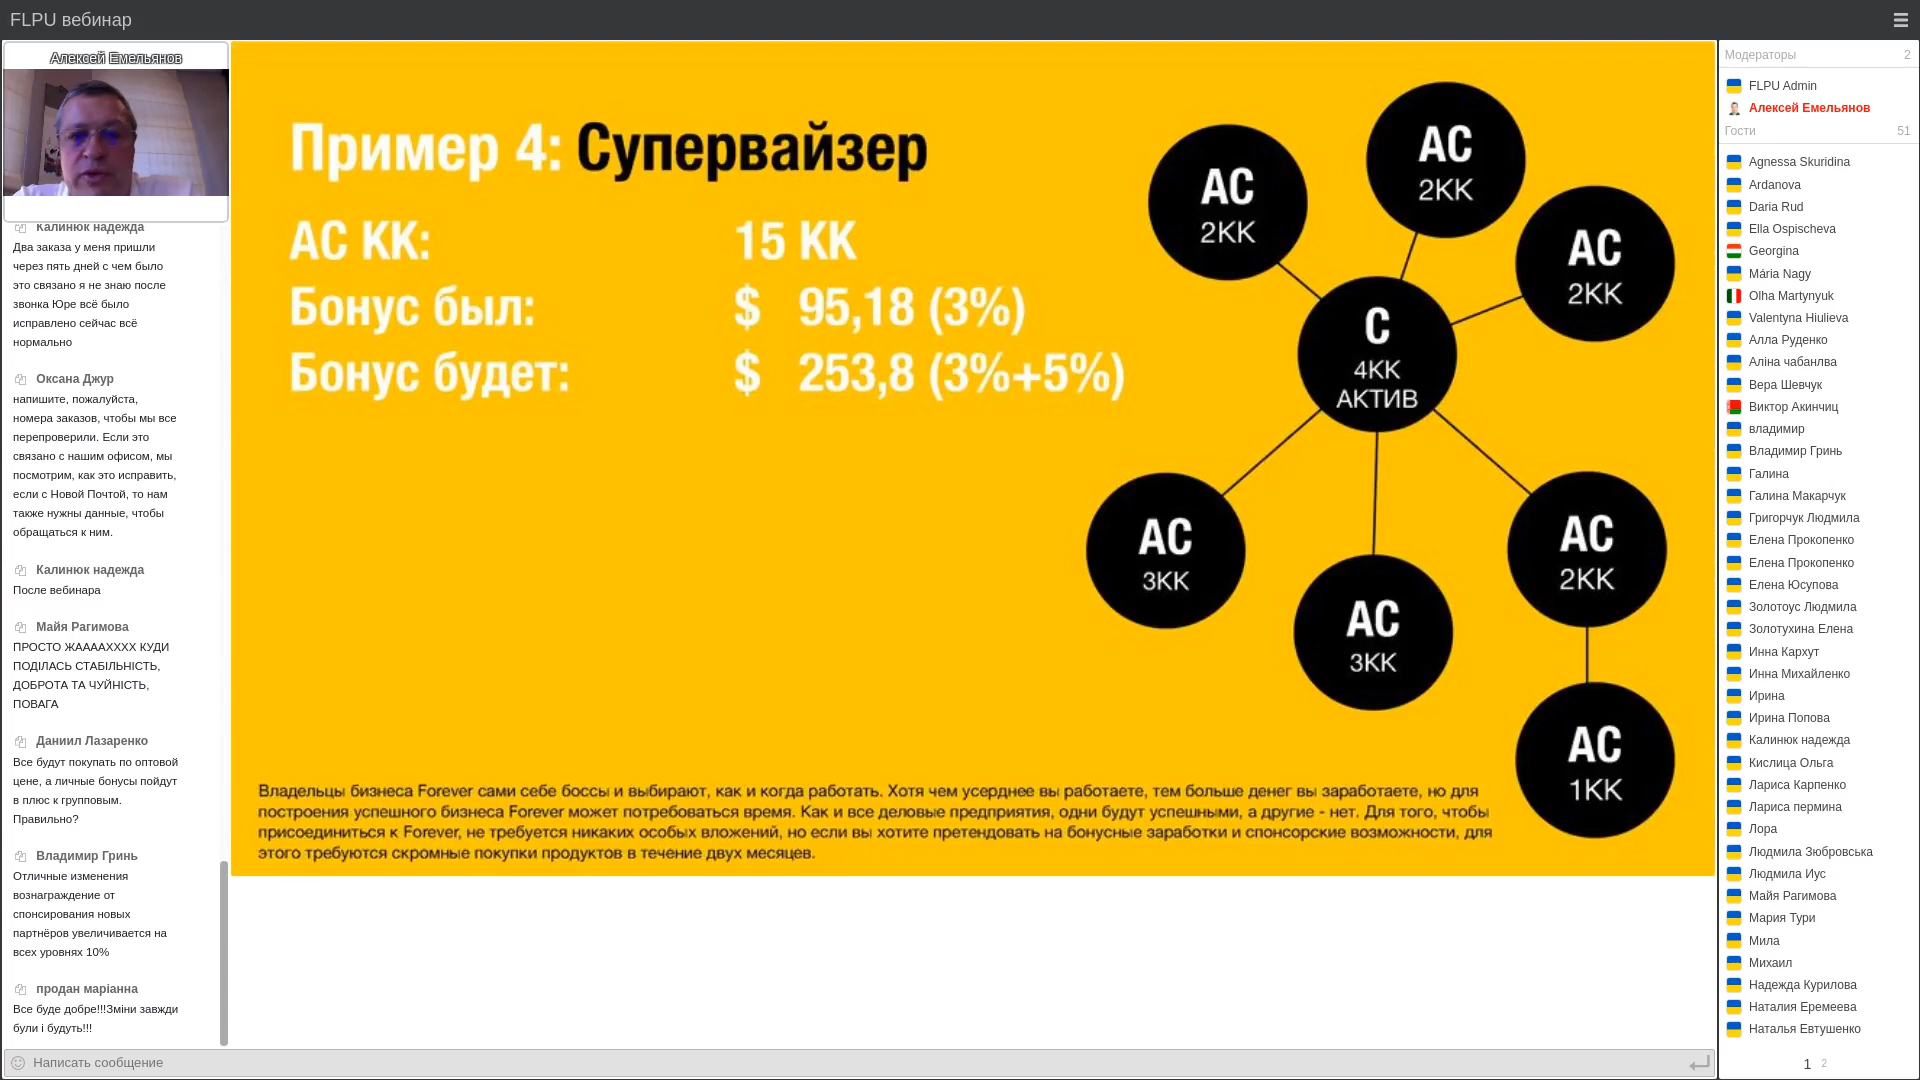 FLPU вебинар
Алексей Емельянов
Калинюк надежда
Два заказа у меня пришли
через пять дней с чем было
это связано я не знаю после
звонка Юре всё было
исправлено сейчас всё
нормально
Оксана Джур
напишите, пожалуйста,
номера заказов, чтобы мы все
перепроверили. Если это
связано с нашим офисом, мы
посмотрим, как это исправить,
если с Новой Почтой, то нам
также нужны данные, чтобы
обращаться к ним.
Калинюк надежда
После вебинара
Майя Рагимова
ПРОСТО ЖААААХХХХ КУДИ
ПОДІЛАСЬ СТАБІЛЬНІСТЬ,
ДОБРОТА ТА ЧУЙНІСТЬ,
ПОВАГА
Даниил Лазаренко
Все будут покупать по оптовой
цене, а личные бонусы пойдут
в плюс к групповым.
Правильно?
Владимир Гринь
Отличные изменения
вознаграждение от
спонсирования новых
партнёров увеличивается на
всех уровнях 10%
продан маріанна
Все буде добре!!!Зміни завжди
були і будуть!!!
Написать сообщение
Пример 4: Супервайзер
АС КК: 15 КК
Бонус был: $ 95,18 (3%)
Бонус будет: $ 253,8 (3%+5%)
АС
2КК
АС
2КК
АС
2КК
С
4КК
АКТИВ
АС
3КК
АС
3КК
АС
2КК
АС
1КК
Владельцы бизнеса Forever сами себе боссы и выбирают, как и когда работать. Хотя чем усерднее вы работаете, тем больше денег вы заработаете, но для
построения успешного бизнеса Forever может потребоваться время. Как и все деловые предприятия, одни будут успешными, а другие - нет. Для того, чтобы
присоединиться к Forever, не требуется никаких особых вложений, но если вы хотите претендовать на бонусные заработки и спонсорские возможности, для
этого требуются скромные покупки продуктов в течение двух месяцев.
Модераторы 2
FLPU Admin
Алексей Емельянов
Гости 51
Agnessa Skuridina
Ardanova
Daria Rud
Ella Ospischeva
Georgina
Mária Nagy
Olha Martynyuk
Valentyna Hiulieva
Алла Руденко
Аліна чабанлва
Вера Шевчук
Виктор Акинчиц
владимир
Владимир Гринь
Галина
Галина Макарчук
Григорчук Людмила
Елена Прокопенко
Елена Прокопенко
Елена Юсупова
Золотоус Людмила
Золотухина Елена
Инна Кархут
Инна Михайленко
Ирина
Ирина Попова
Калинюк надежда
Кислица Ольга
Лариса Карпенко
Лариса пермина
Лора
Людмила Зюбровська
Людмила Иус
Майя Рагимова
Мария Тури
Мила
Михаил
Надежда Курилова
Наталия Еремеева
Наталья Евтушенко
1 2